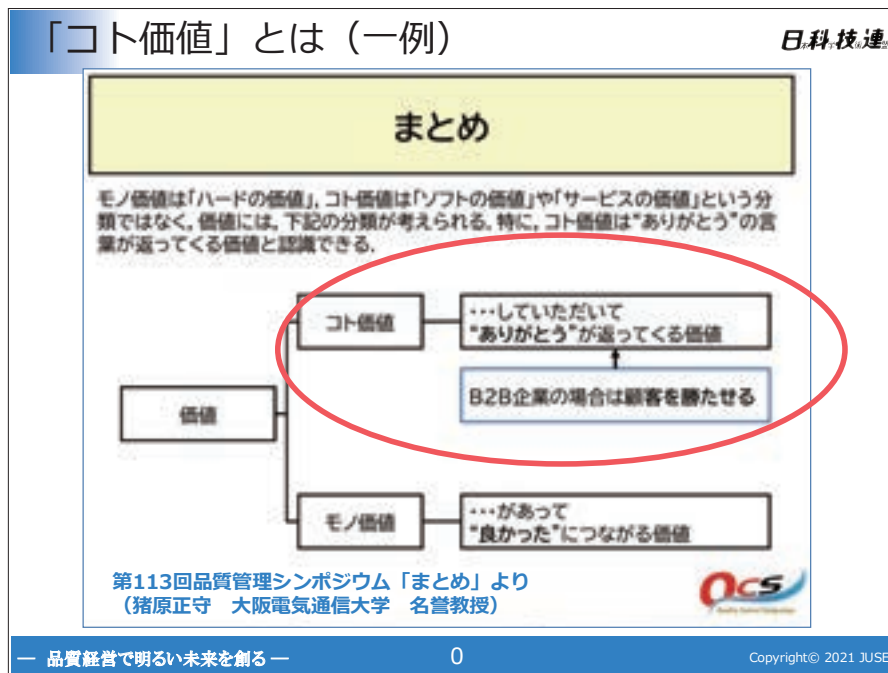 「コト価値」とは（一例）
日科技連
まとめ
モノ価値は「ハードの価値」，コト価値は「ソフトの価値」や「サービスの価値」という分
類ではなく，価値には，下記の分類が考えられる．特に，コト価値は“ありがとう”の言
葉が返ってくる価値と認識できる．
コト価値
・・・していただいて
“ありがとう”が返ってくる価値
B2B企業の場合は顧客を勝たせる
価値
モノ価値
・・・があって
“良かった”につながる価値
第113回品質管理シンポジウム「まとめ」より
（猪原正守　大阪電気通信大学　名誉教授）
QCS
― 品質経営で明るい未来を創る ―
0
Copyright© 2021 JUSE